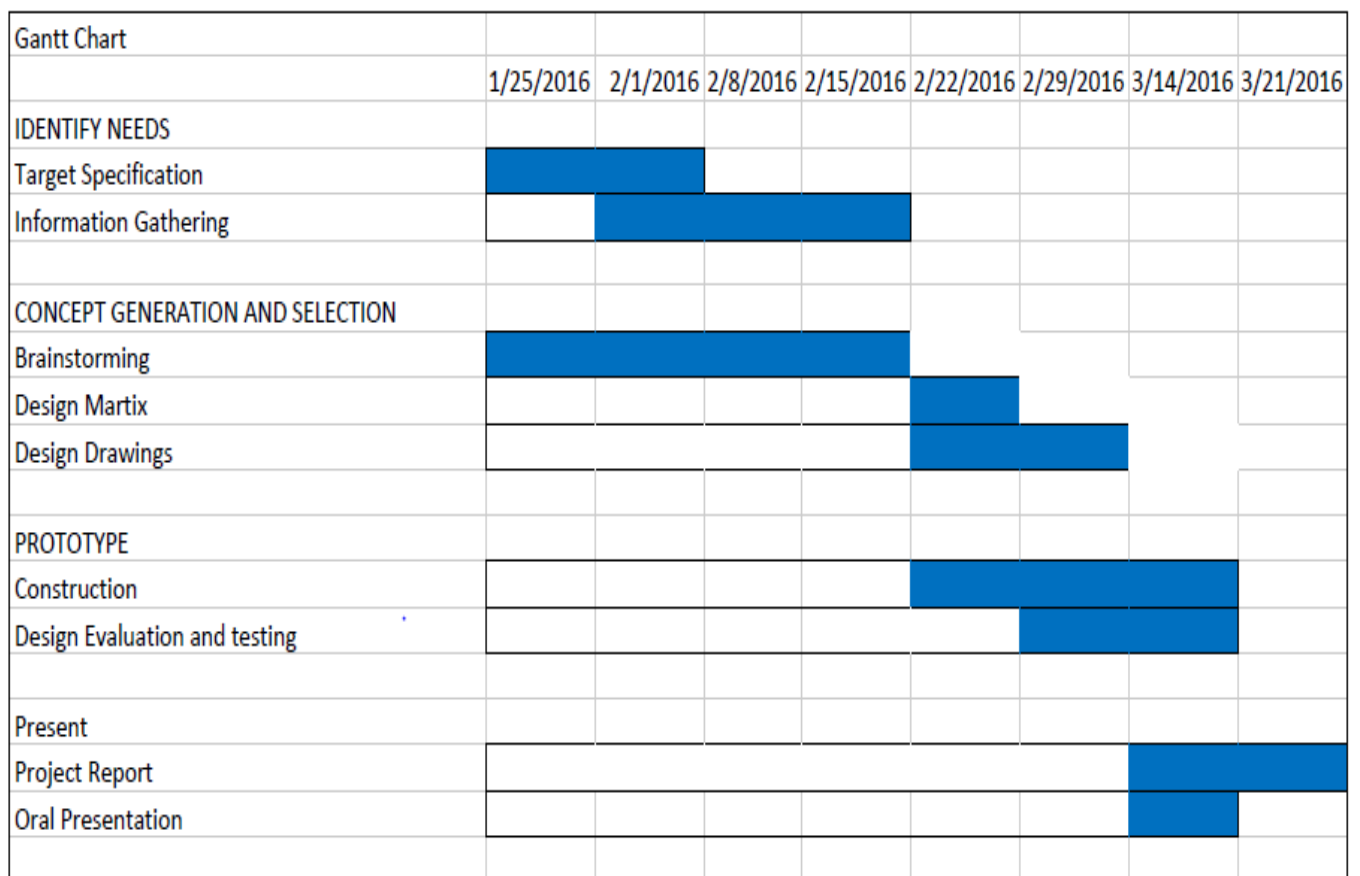 Gantt Chart
1/25/2016 2/1/2016 2/8/2016 2/15/2016 2/22/2016 2/29/2016 3/14/2016 3/21/2016
IDENTIFY NEEDS
Target Specification
Information Gathering
CONCEPT GENERATION AND SELECTION
Brainstorming
Design Martix
Design Drawings
PROTOTYPE
Construction
Design Evaluation and testing
Present
Project Report
Oral Presentation